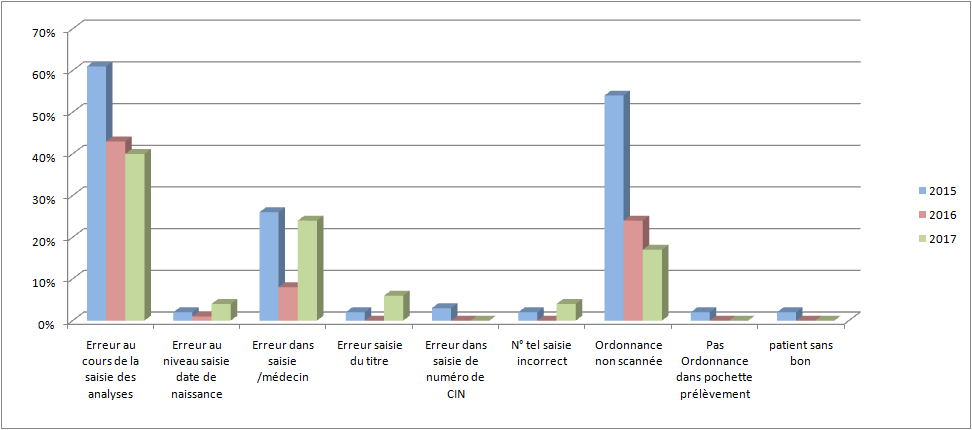 70%
60%
50%
40%
30%
20%
10%
0%
Erreur au
cours de la
saisie des
analyses
Erreur au
niveau saisie
date de
naissance
Erreur dans
saisie
/médecin
Erreur saisie
du titre
Erreur dans
saisie de
numéro de
CIN
N° tel saisie
incorrect
Ordonnance
non scannée
Pas
Ordonnance
dans pochette
prélèvement
patient sans
bon
2015
2016
2017